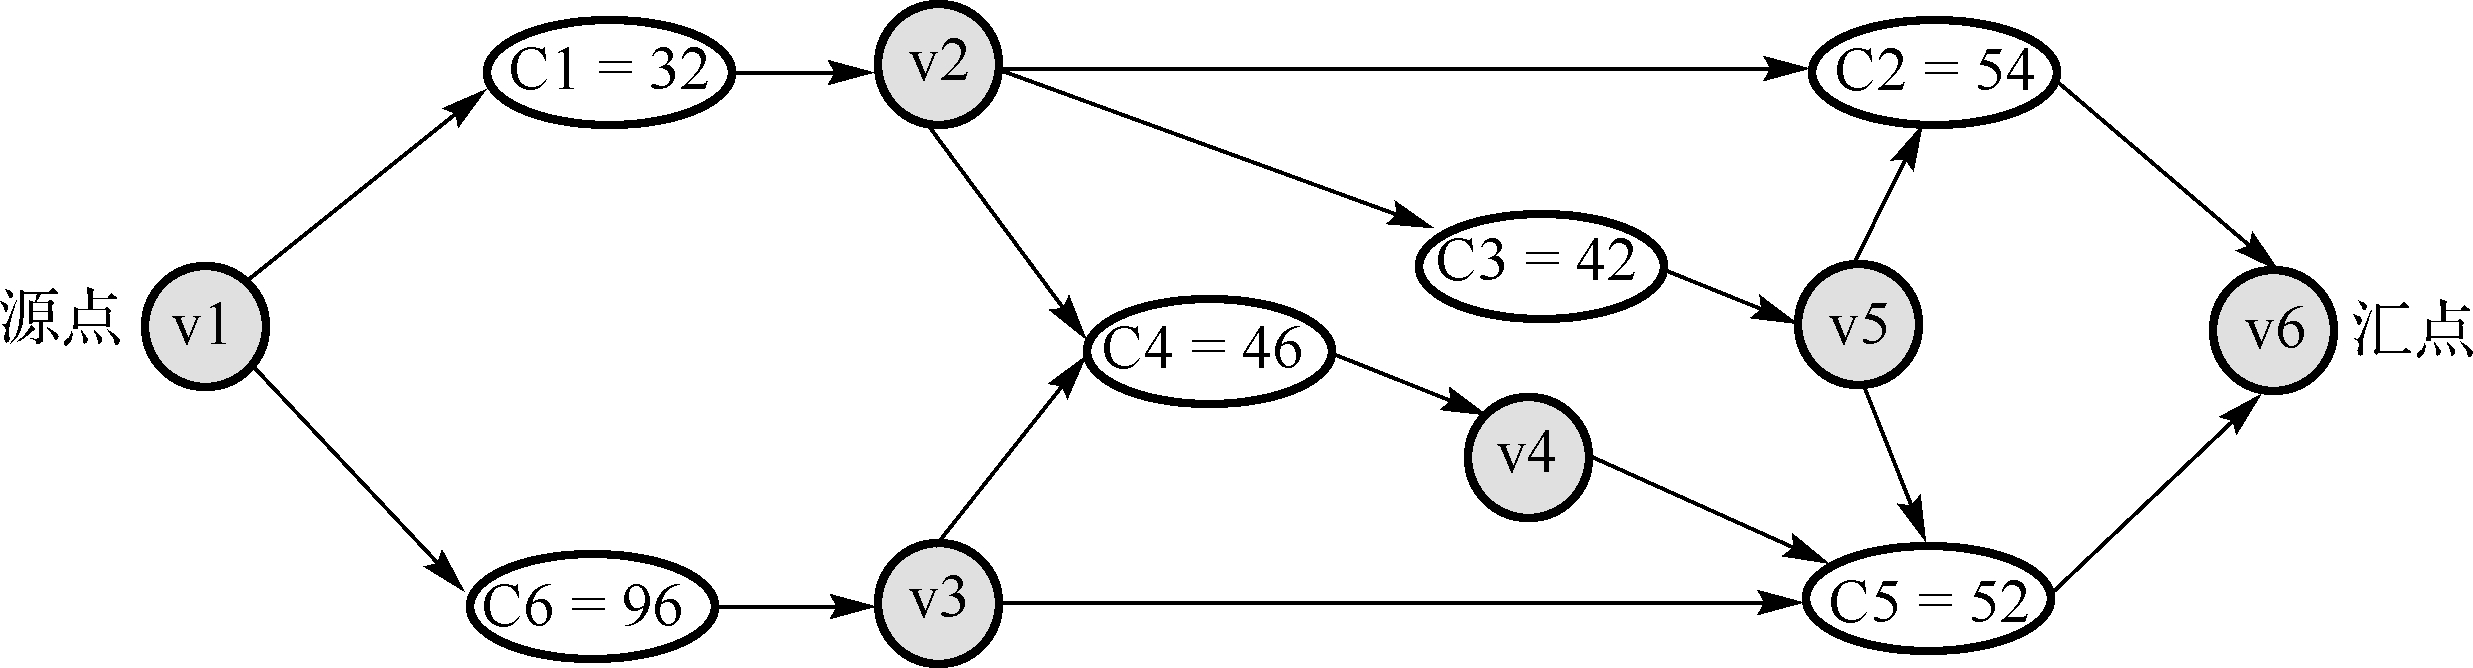 C1 = 32
v2
C2 = 54
C3 = 42
源点
v1
C4 = 46
v5
v6
汇点
v4
C6 = 96
v3
C5 = 52